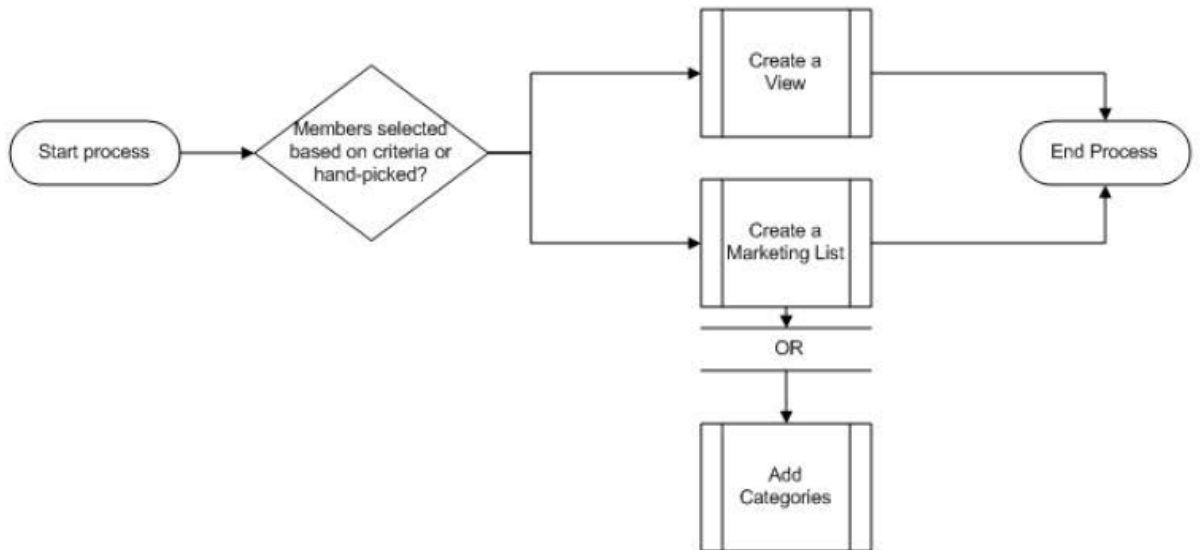 Start process
Members selected
based on criteria or
hand-picked?
Create a
View
End Process
Create a
Marketing List
OR
Add
Categories